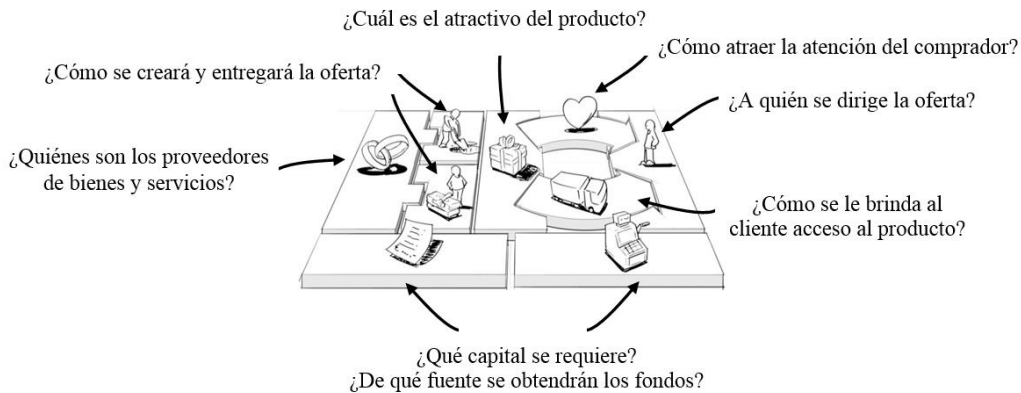 ¿Cuál es el atractivo del producto?
¿Cómo atraer la atención del comprador?
¿Cómo se creará y entregará la oferta?
¿A quién se dirige la oferta?
¿Quiénes son los proveedores
de bienes y servicios?
¿Cómo se le brinda al
cliente acceso al producto?
¿Qué capital se requiere?
¿De qué fuente se obtendrán los fondos?